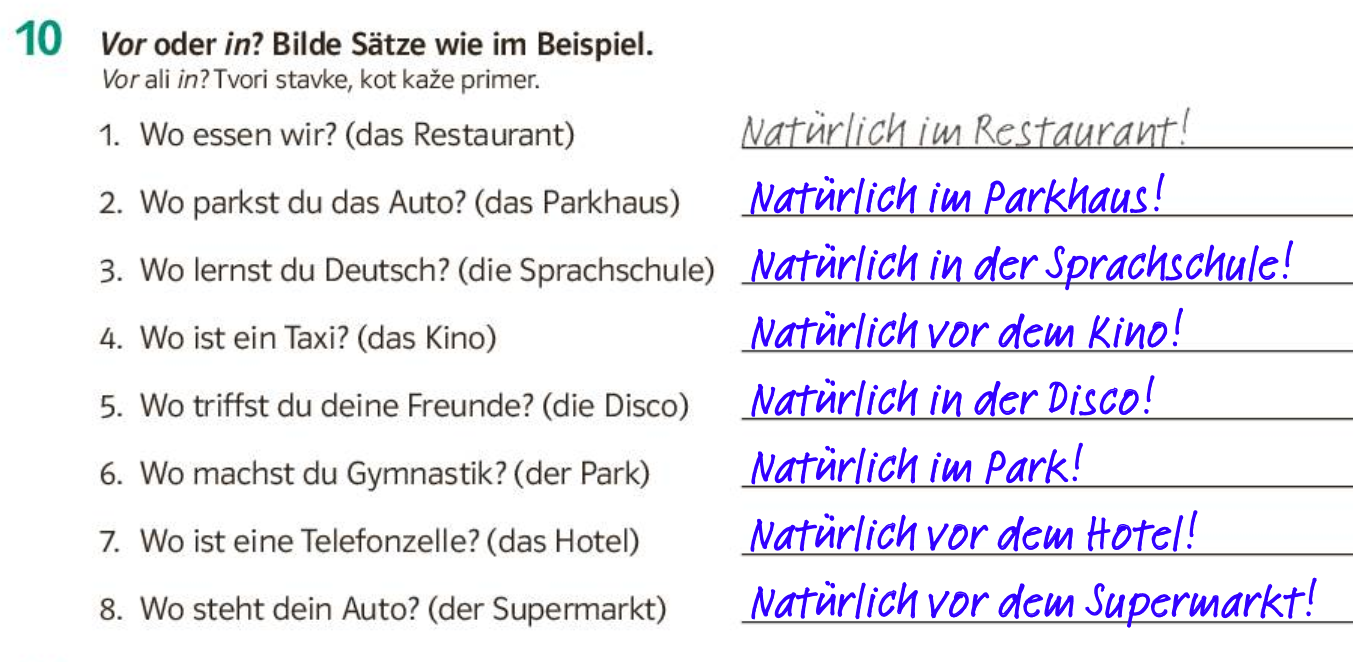 10 Vor oder in? Bilde Sätze wie im Beispiel.
Vor ali in? Tvori stavke, kot kaže primer.
1. Wo essen wir? (das Restaurant) Natürlich im Restaurant!
2. Wo parkst du das Auto? (das Parkhaus) Natürlich im Parkhaus!
3. Wo lernst du Deutsch? (die Sprachschule) Natürlich in der Sprachschule!
4. Wo ist ein Taxi? (das Kino) Natürlich vor dem Kino!
5. Wo triffst du deine Freunde? (die Disco) Natürlich in der Disco!
6. Wo machst du Gymnastik? (der Park) Natürlich im Park!
7. Wo ist eine Telefonzelle? (das Hotel) Natürlich vor dem Hotel!
8. Wo steht dein Auto? (der Supermarkt) Natürlich vor dem Supermarkt!